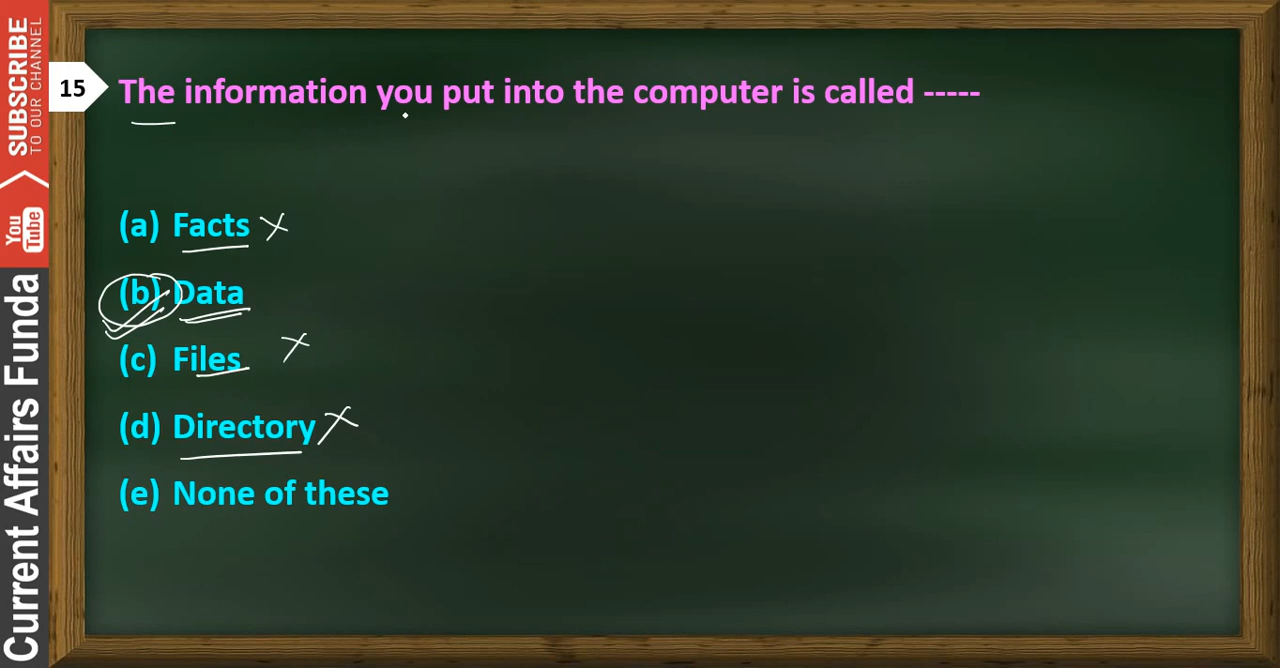 SUBSCRIBE
TO OUR CHANNEL
You
Tube
Current Affairs Funda
15
The information you put into the computer is called -----
(a) Facts
(b) Data
(c) Files
(d) Directory
(e) None of these